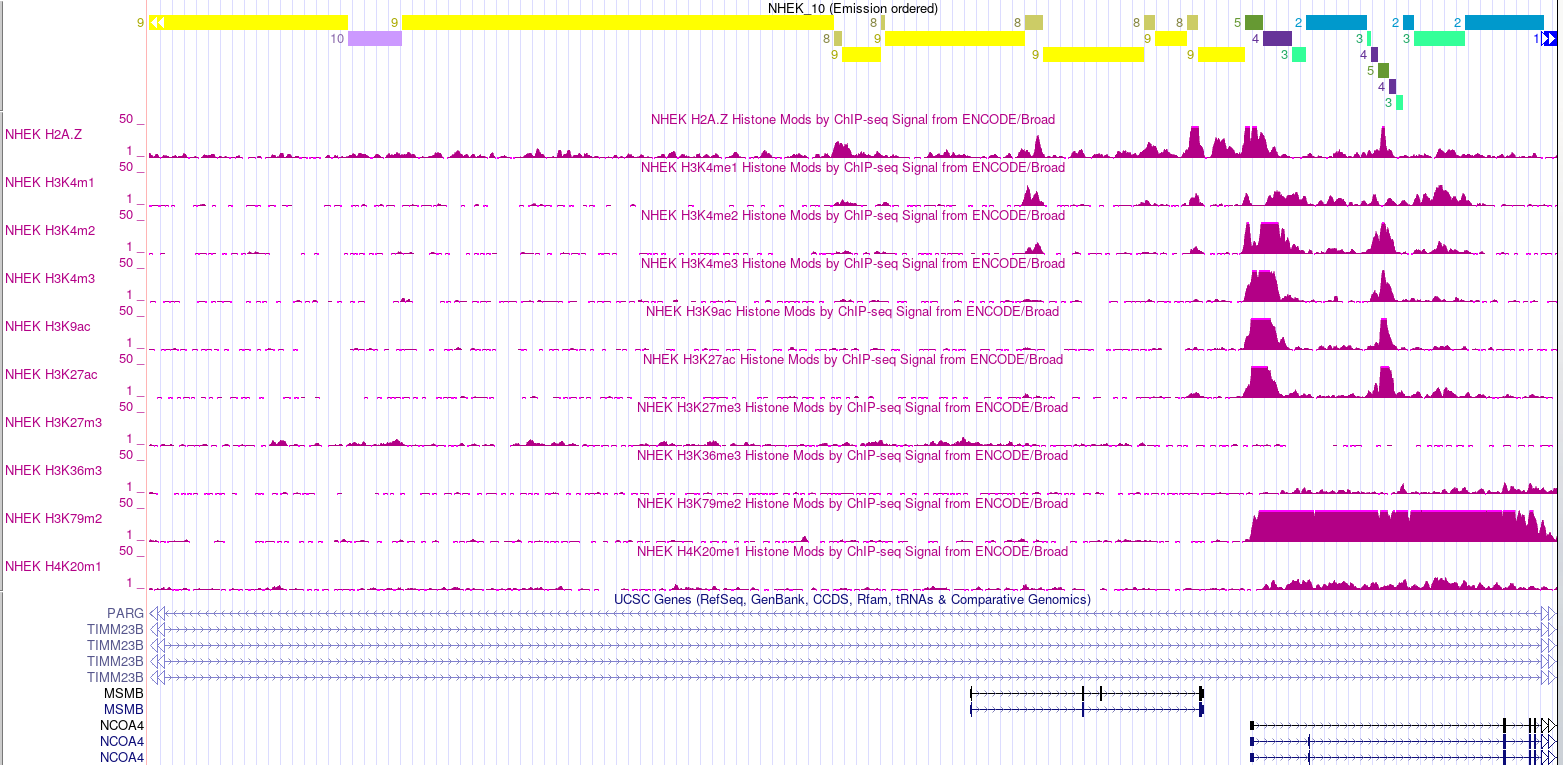 NHEK_10 (Emission ordered)
9 9 8 8 8 8 5 2 2 2
10 8 9 9 4 3 3 1
9 9 9 3 4
5
4
3
NHEK H2A.Z Histone Mods by ChIP-seq Signal from ENCODE/Broad
50
NHEK H2A.Z
1
NHEK H3K4me1 Histone Mods by ChIP-seq Signal from ENCODE/Broad
50
NHEK H3K4m1
1
NHEK H3K4me2 Histone Mods by ChIP-seq Signal from ENCODE/Broad
50
NHEK H3K4m2
1
NHEK H3K4me3 Histone Mods by ChIP-seq Signal from ENCODE/Broad
50
NHEK H3K4m3
1
NHEK H3K9ac Histone Mods by ChIP-seq Signal from ENCODE/Broad
50
NHEK H3K9ac
1
NHEK H3K27ac Histone Mods by ChIP-seq Signal from ENCODE/Broad
50
NHEK H3K27ac
1
NHEK H3K27me3 Histone Mods by ChIP-seq Signal from ENCODE/Broad
50
NHEK H3K27m3
1
NHEK H3K36me3 Histone Mods by ChIP-seq Signal from ENCODE/Broad
50
NHEK H3K36m3
1
NHEK H3K79me2 Histone Mods by ChIP-seq Signal from ENCODE/Broad
50
NHEK H3K79m2
1
NHEK H4K20me1 Histone Mods by ChIP-seq Signal from ENCODE/Broad
50
NHEK H4K20m1
1
UCSC Genes (RefSeq, GenBank, CCDS, Rfam, tRNAs & Comparative Genomics)
PARG
TIMM23B
TIMM23B
TIMM23B
TIMM23B
MSMB
MSMB
NCOA4
NCOA4
NCOA4